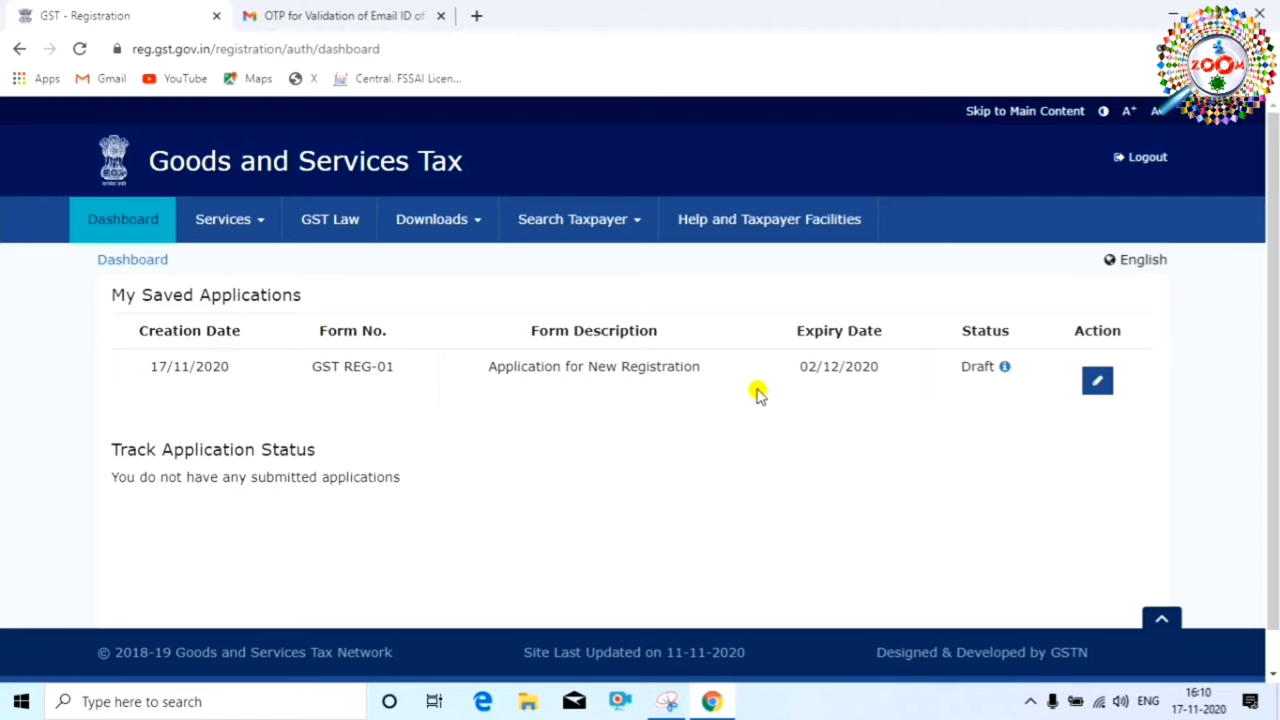 GST - Registration
OTP for Validation of Email ID of
reg.gst.gov.in/registration/auth/dashboard
Apps Gmail YouTube Maps X Central. FSSAI Licen...
ZOOM
Skip to Main Content A+
Goods and Services Tax
Logout
Dashboard Services GST Law Downloads Search Taxpayer Help and Taxpayer Facilities
Dashboard
English
My Saved Applications
Creation Date Form No. Form Description Expiry Date Status Action
17/11/2020 GST REG-01 Application for New Registration 02/12/2020 Draft
Track Application Status
You do not have any submitted applications
© 2018-19 Goods and Services Tax Network Site Last Updated on 11-11-2020 Designed & Developed by GSTN
Type here to search
ENG
16:10
17-11-2020